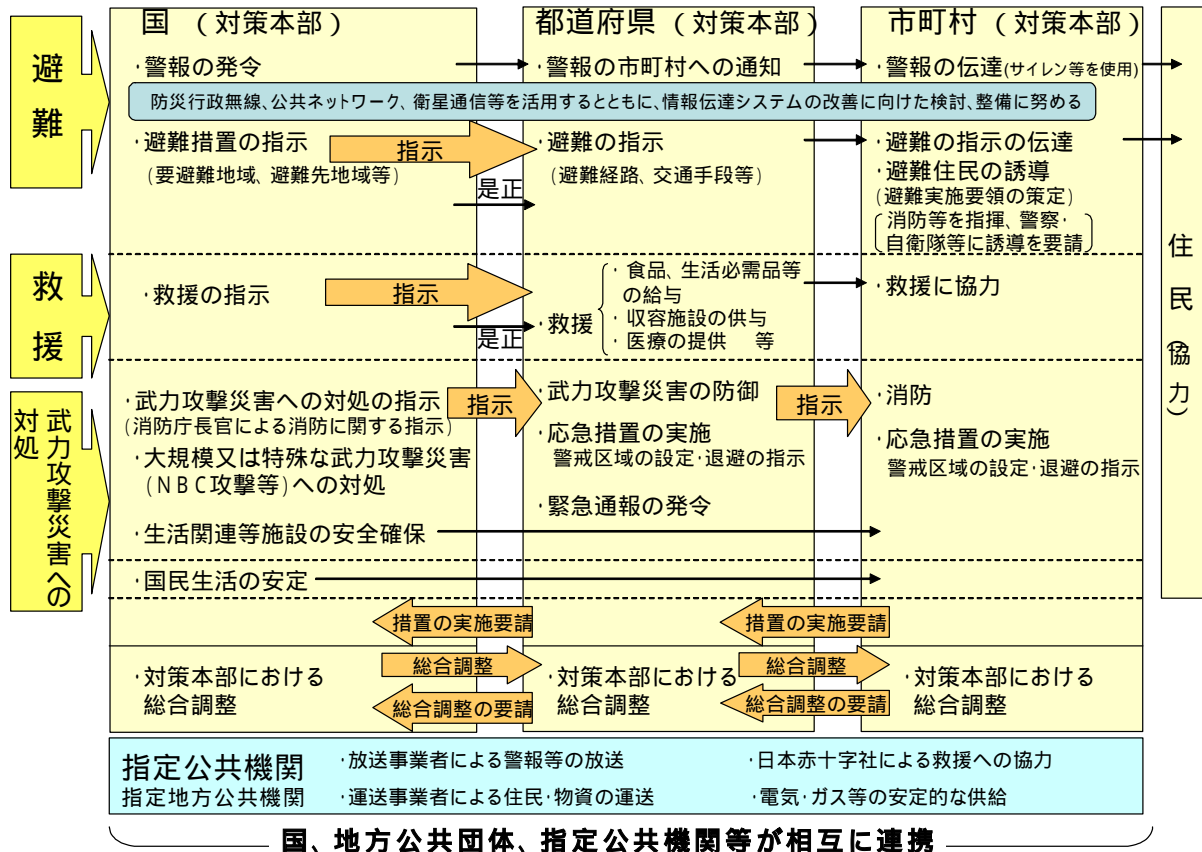 国 (対策本部)
都道府県 (対策本部)
市町村 (対策本部)
避難
・警報の発令
・警報の市町村への通知
・警報の伝達(サイレン等を使用)
防災行政無線、公共ネットワーク、衛星通信等を活用するとともに、情報伝達システムの改善に向けた検討、整備に努める
・避難措置の指示
(要避難地域、避難先地域等)
指示
是正
・避難の指示
(避難経路、交通手段等)
・避難の指示の伝達
・避難住民の誘導
(避難実施要領の策定)
消防等を指揮、警察・
自衛隊等に誘導を要請
救援
・救援の指示
指示
是正
・救援
・食品、生活必需品等
の給与
・収容施設の供与
・医療の提供 等
・救援に協力
住民(協力)
武力攻撃災害への
対処
・武力攻撃災害への対処の指示
(消防庁長官による消防に関する指示)
・大規模又は特殊な武力攻撃災害
(NBC攻撃等)への対処
・生活関連等施設の安全確保
指示
・武力攻撃災害の防御
・応急措置の実施
警戒区域の設定・退避の指示
・緊急通報の発令
指示
・消防
・応急措置の実施
警戒区域の設定・退避の指示
・国民生活の安定
措置の実施要請
措置の実施要請
・対策本部における
総合調整
総合調整
総合調整の要請
・対策本部における
総合調整
総合調整
総合調整の要請
・対策本部における
総合調整
指定公共機関
指定地方公共機関
・放送事業者による警報等の放送
・日本赤十字社による救援への協力
・運送事業者による住民・物資の運送
・電気・ガス等の安定的な供給
国、地方公共団体、指定公共機関等が相互に連携